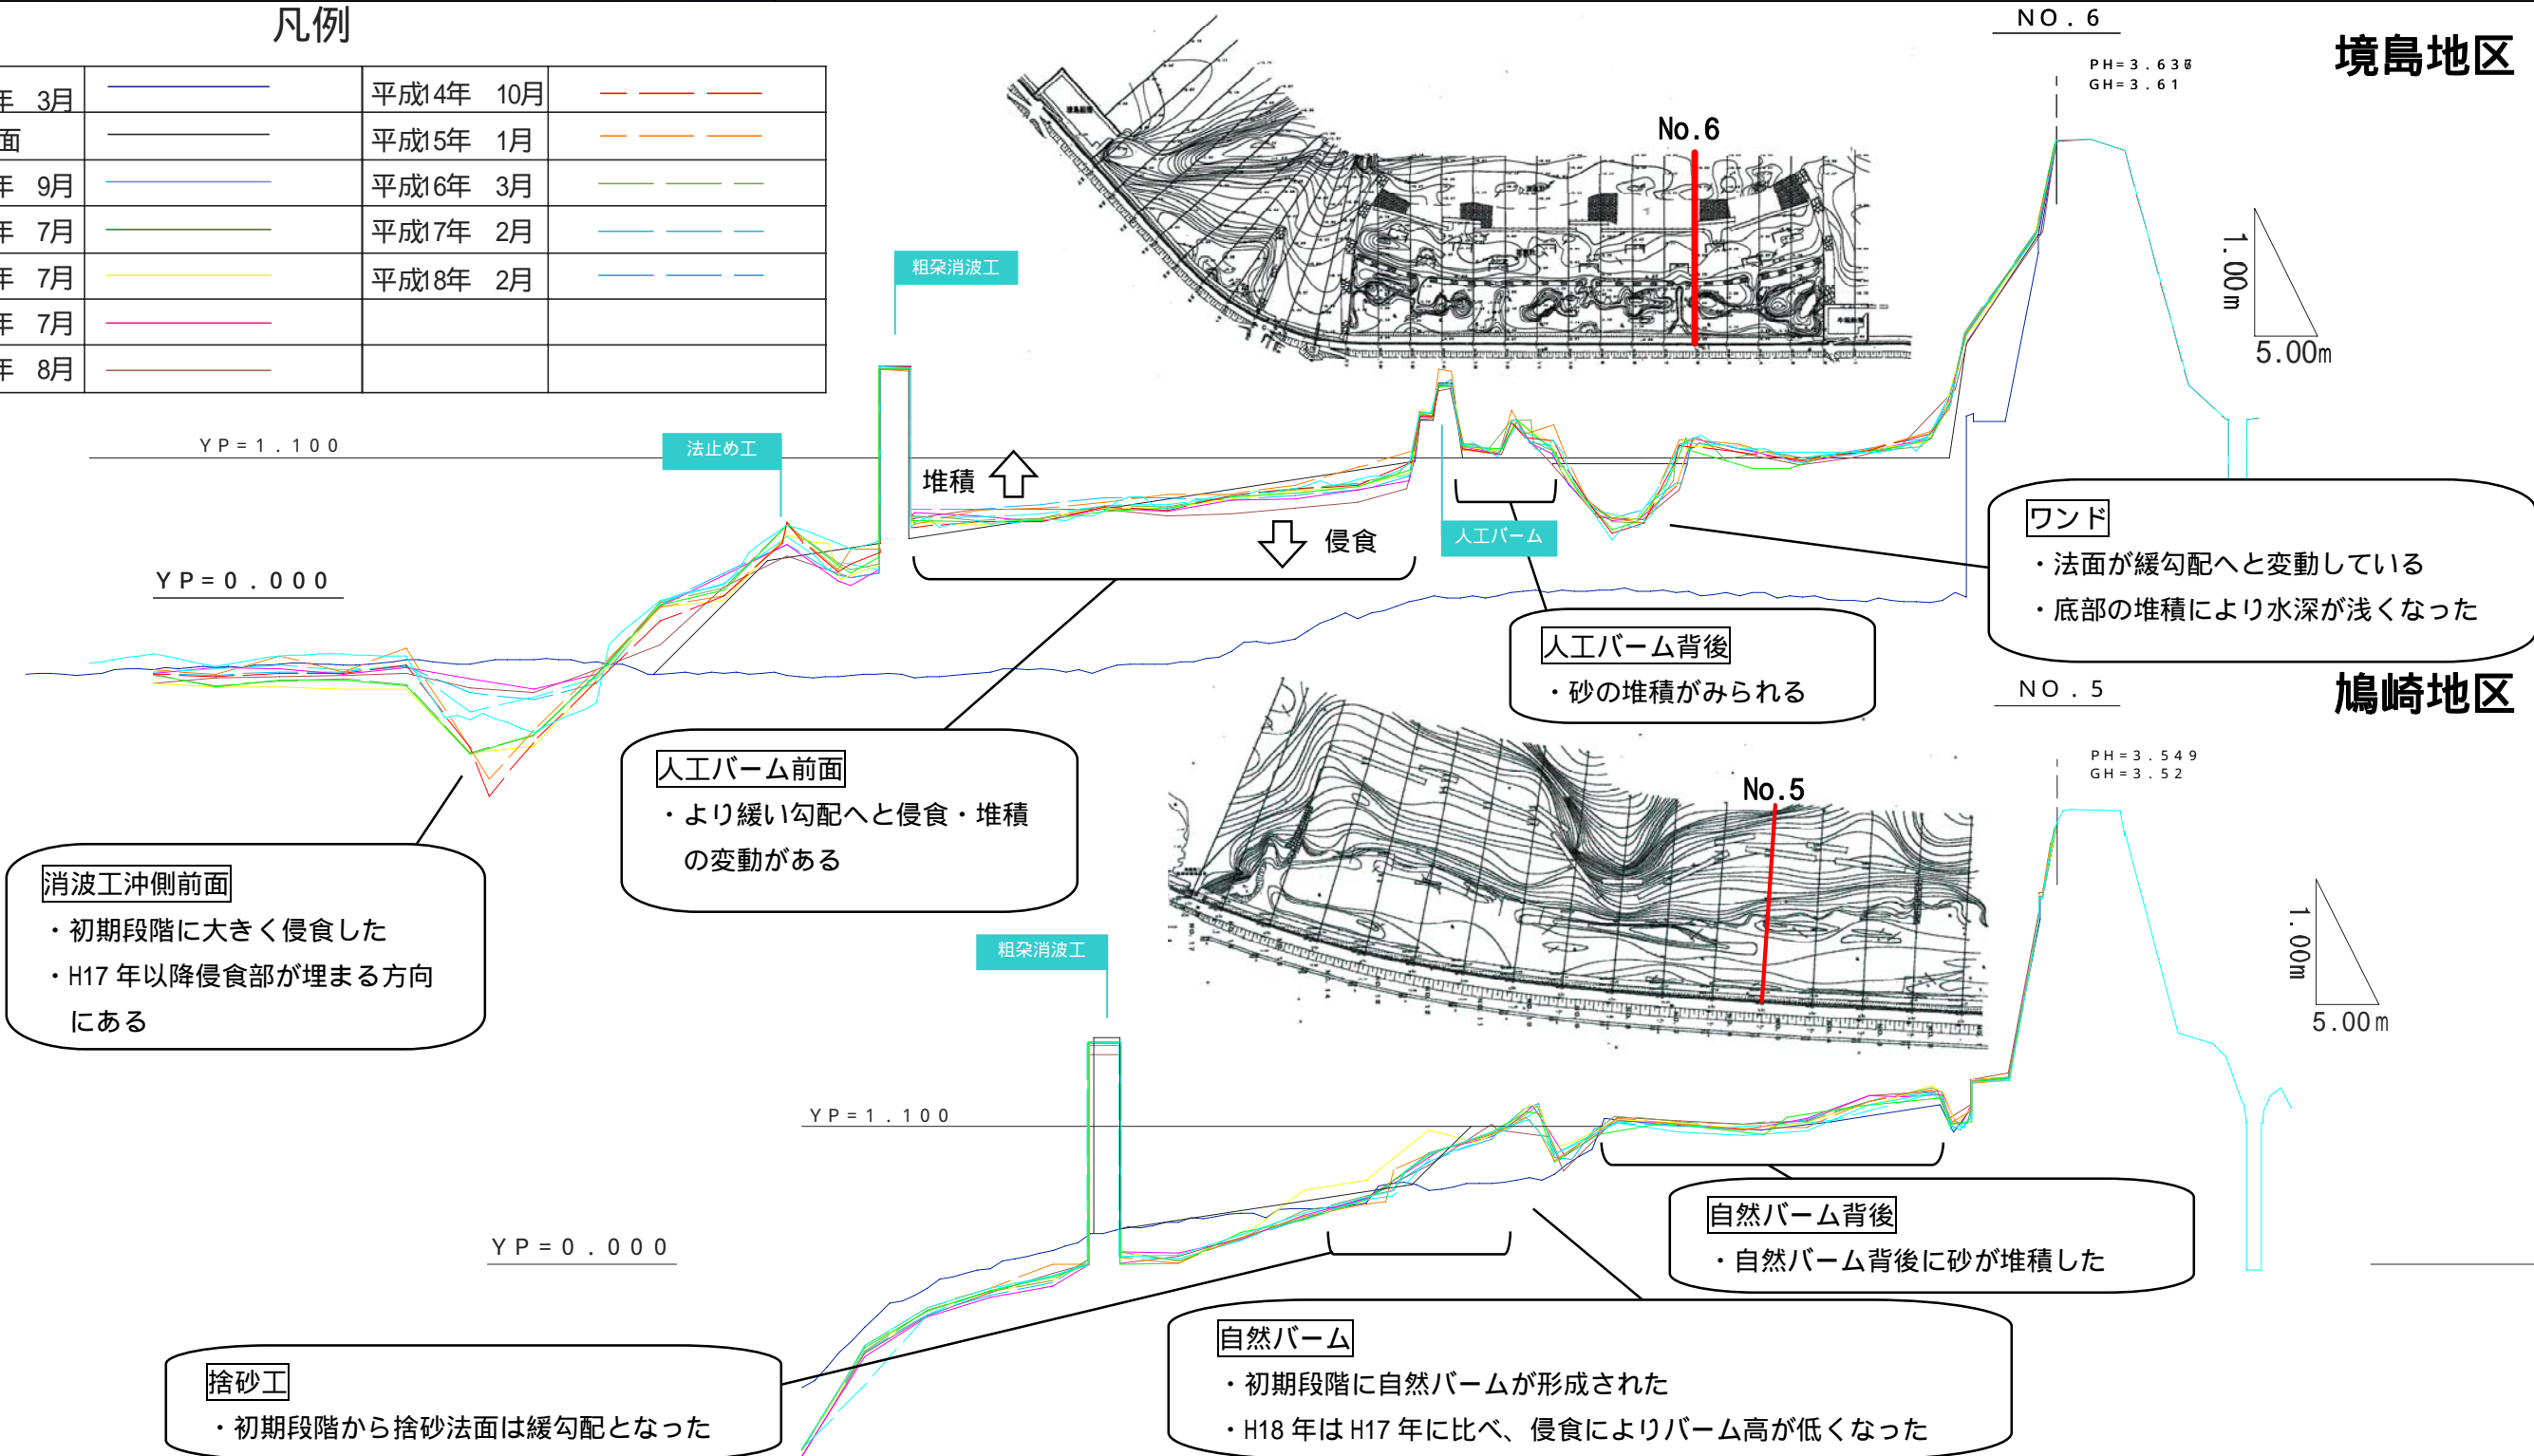 凡例
年 3月
平成14年 10月
面
平成15年 1月
年 9月
平成16年 3月
年 7月
平成17年 2月
年 7月
平成18年 2月
年 7月
年 8月
NO.6
境島地区
GH=3.61
No.6
1.00m
5.00m
粗朶消波工
YP=1.100
法止め工
堆積
侵食
人工バーム
YP=0.000
ワンド
・法面が緩勾配へと変動している
・底部の堆積により水深が浅くなった
人工バーム背後
・砂の堆積がみられる
人工バーム前面
・より緩い勾配へと侵食・堆積
の変動がある
消波工沖側前面
・初期段階に大きく侵食した
・H17年以降侵食部が埋まる方向
にある
NO.5
鳩崎地区
PH=3.549
GH=3.52
No.5
1.00m
5.00m
粗朶消波工
YP=1.100
YP=0.000
自然バーム背後
・自然バーム背後に砂が堆積した
自然バーム
・初期段階に自然バームが形成された
・H18年はH17年に比べ、侵食によりバーム高が低くなった
捨砂工
・初期段階から捨砂法面は緩勾配となった